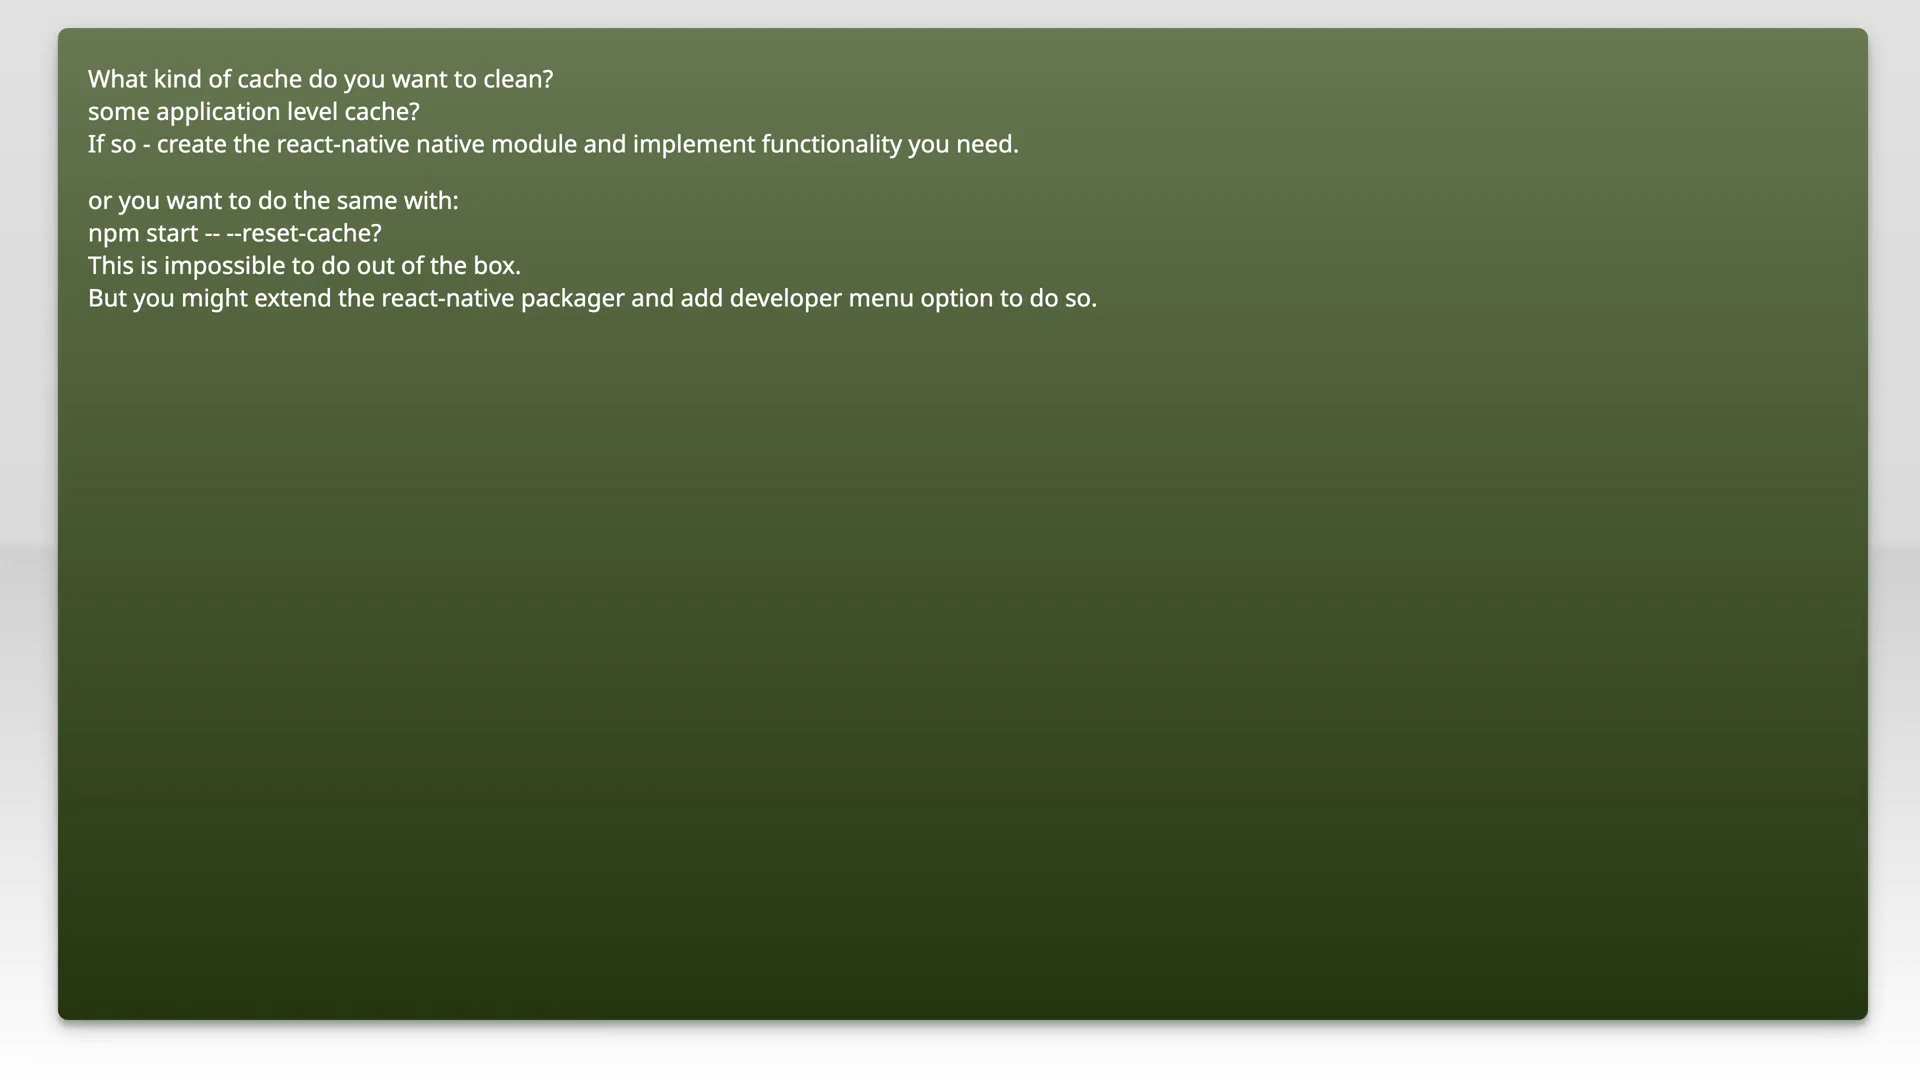 What kind of cache do you want to clean?
some application level cache?
If so - create the react-native native module and implement functionality you need.
or you want to do the same with:
npm start -- --reset-cache?
This is impossible to do out of the box.
But you might extend the react-native packager and add developer menu option to do so.